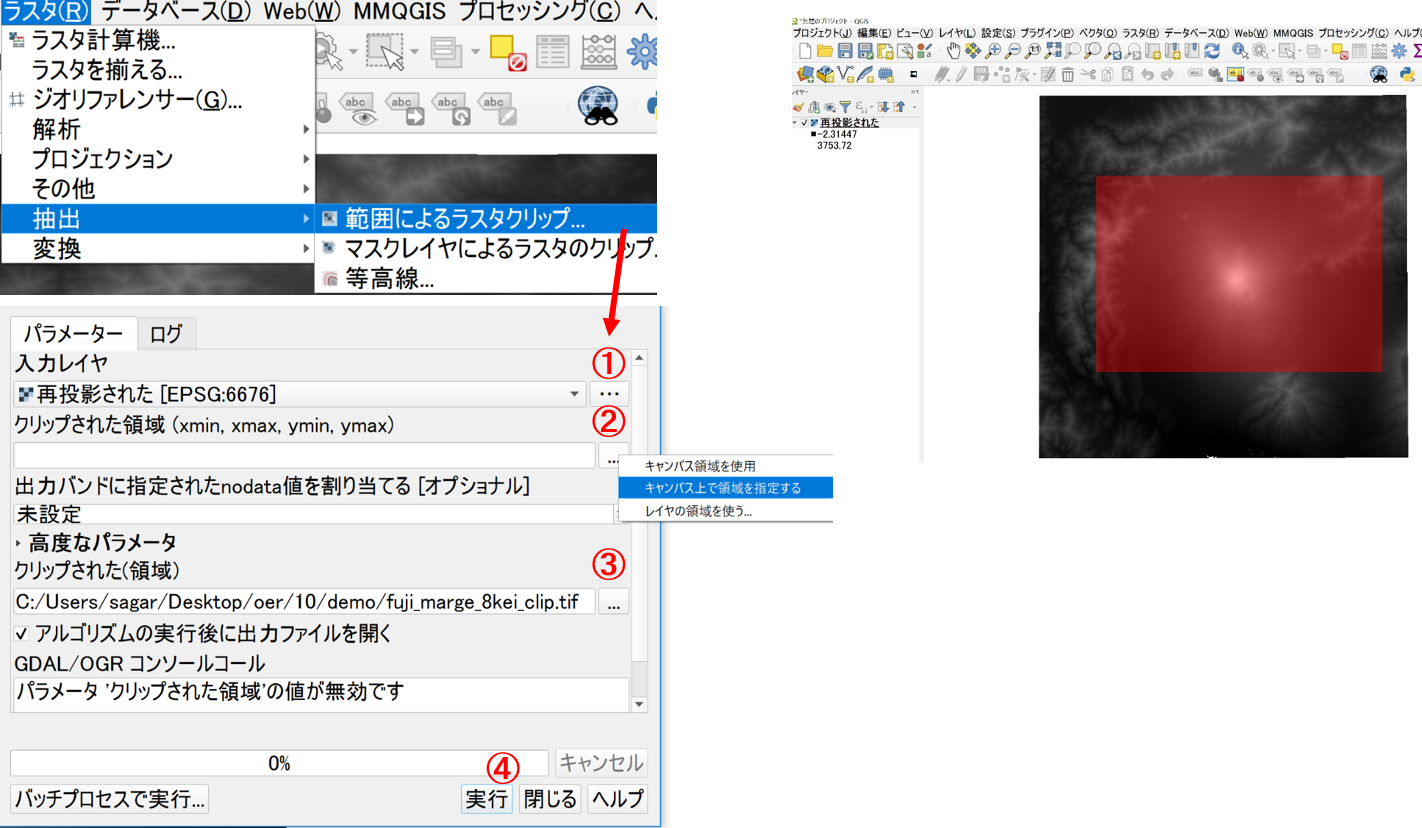 ラスタ(R) データベース(D) Web(W) MMQGIS プロセッシング(C) ヘ
ラスタ計算機...
ラスタを揃える...
ジオリファレンサー(G)...
解析
プロジェクション
その他
抽出
変換
範囲によるラスタクリップ...
マスクレイヤによるラスタのクリップ.
等高線...
abc abc abc abc
パラメーター ログ
入力レイヤ
①
再投影された [EPSG:6676] ...
クリップされた領域 (xmin, xmax, ymin, ymax)
②
...
キャンバス領域を使用
キャンバス上で領域を指定する
レイヤの領域を使う...
出力バンドに指定されたnodata値を割り当てる [オプショナル]
未設定
高度なパラメータ
クリップされた(領域)
③
C:/Users/sagar/Desktop/oer/10/demo/fuji_marge_8kei_clip.tif ...
✓ アルゴリズムの実行後に出力ファイルを開く
GDAL/OGR コンソールコール
パラメータ 'クリップされた領域'の値が無効です
0% キャンセル
④
バッチプロセスで実行... 実行 閉じる ヘルプ
*無題のプロジェクト - QGIS
プロジェクト(J) 編集(E) ビュー(V) レイヤ(L) 設定(S) プラグイン(P) ベクタ(O) ラスタ(R) データベース(D) Web(W) MMQGIS プロセッシング(C) ヘルプ(
レイヤー
再投影された
-2.31447
3753.72